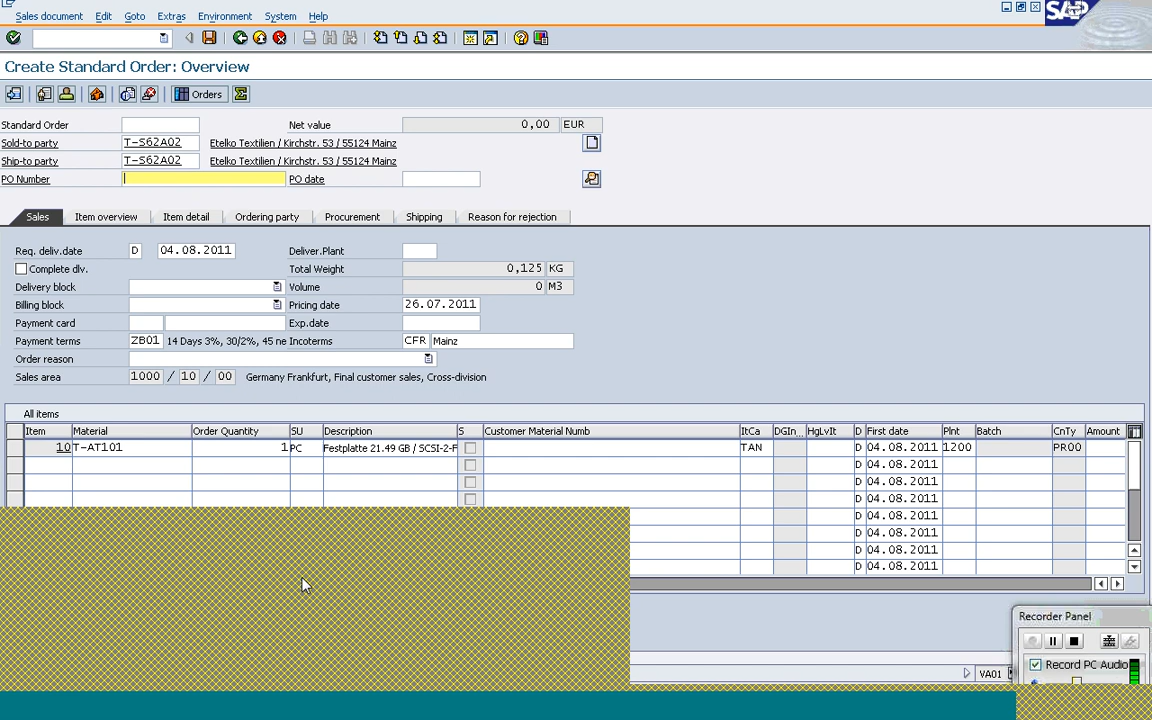 Sales document Edit Goto Extras Environment System Help
SAP
Create Standard Order: Overview
Orders
Standard Order Net value 0,00 EUR
Sold-to party T-S62A02 Etelko Textilien / Kirchstr. 53 / 55124 Mainz
Ship-to party T-S62A02 Etelko Textilien / Kirchstr. 53 / 55124 Mainz
PO Number PO date
Sales Item overview Item detail Ordering party Procurement Shipping Reason for rejection
Req. deliv.date D 04.08.2011 Deliver.Plant
Complete dlv. Total Weight 0,125 KG
Delivery block Volume 0 M3
Billing block Pricing date 26.07.2011
Payment card Exp.date
Payment terms ZB01 14 Days 3%, 30/2%, 45 ne Incoterms CFR Mainz
Order reason
Sales area 1000 / 10 / 00 Germany Frankfurt, Final customer sales, Cross-division
All items
Item Material Order Quantity SU Description S Customer Material Numb ItCa DGIn... HgLvIt D First date Plnt Batch CnTy Amount
10 T-AT101 1 PC Festplatte 21.49 GB / SCSI-2-F TAN D 04.08.2011 1200 PR00
D 04.08.2011
D 04.08.2011
D 04.08.2011
D 04.08.2011
D 04.08.2011
D 04.08.2011
D 04.08.2011
Recorder Panel
Record PC Audio
VA01